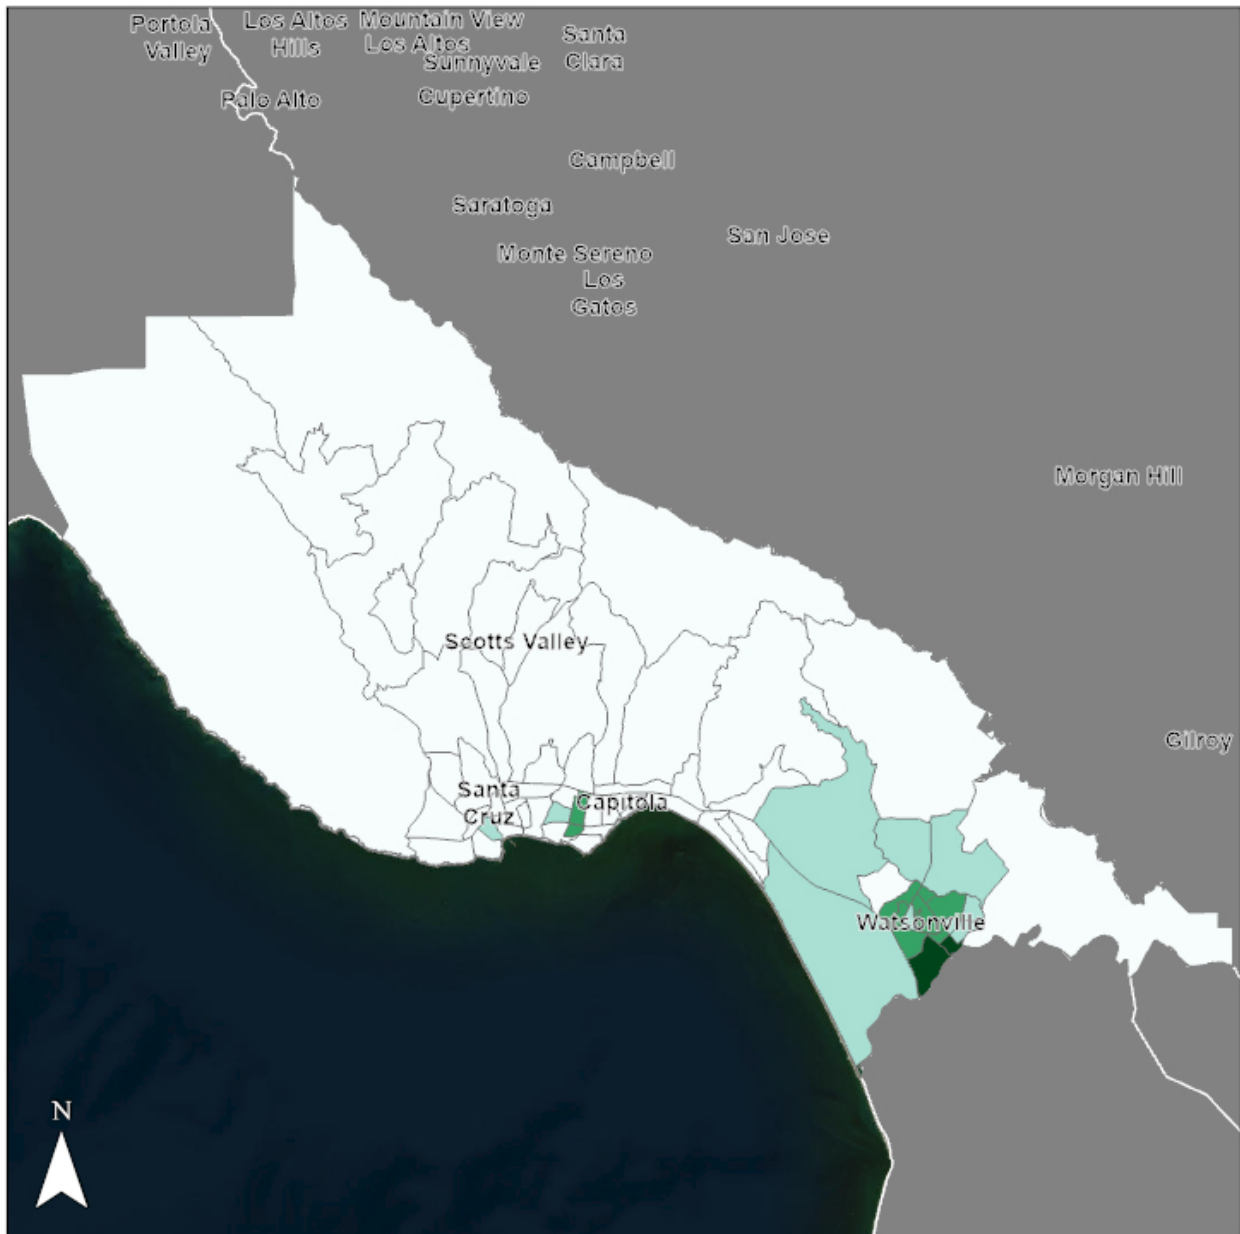 Portola
Valley
Los Altos
Hills
Mountain View
Los Altos
Sunnyvale
Santa
Clara
Palo Alto
Cupertino
Campbell
Saratoga
San Jose
Monte Sereno
Los
Gatos
Morgan Hill
Scotts Valley
Gilroy
Santa
Cruz
Capitola
Watsonville
N